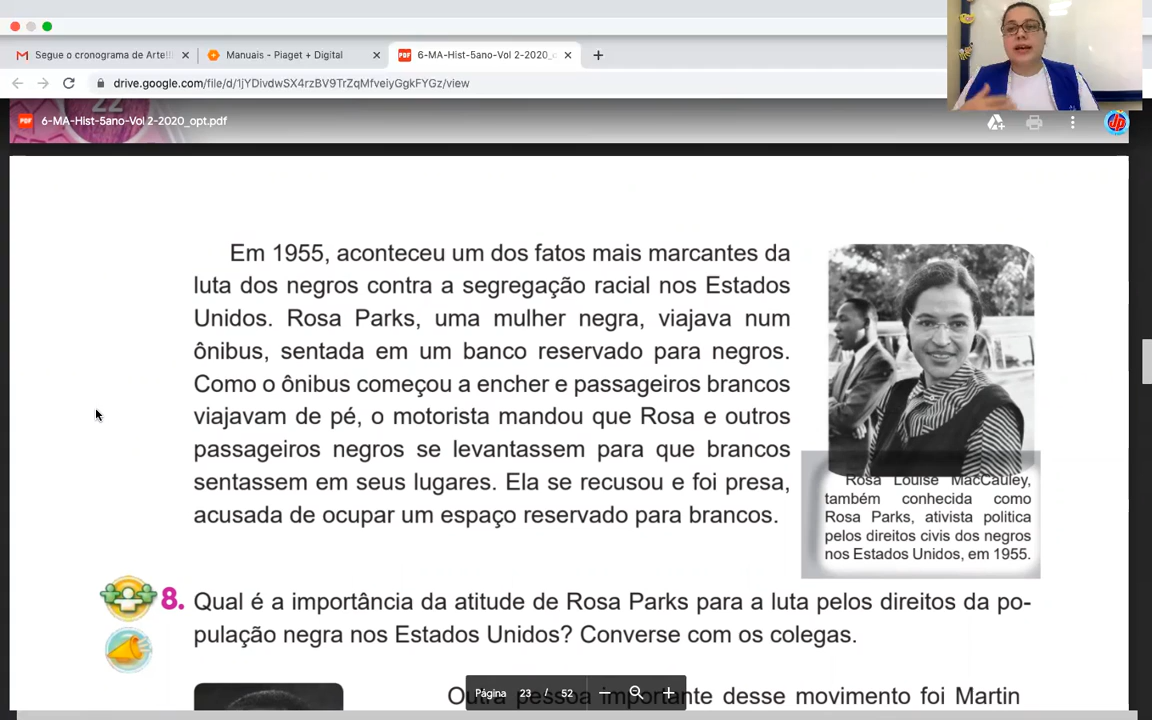 Segue o cronograma de Arte
Manuais - Piaget + Digital
6-MA-Hist-5ano-Vol 2-2020_
drive.google.com/file/d/1jYDivdwSX4rzBV9TrZqMfveiyGgkFYGz/view
22
PDF 6-MA-Hist-5ano-Vol 2-2020_opt.pdf
Em 1955, aconteceu um dos fatos mais marcantes da
luta dos negros contra a segregação racial nos Estados
Unidos. Rosa Parks, uma mulher negra, viajava num
ônibus, sentada em um banco reservado para negros.
Como o ônibus começou a encher e passageiros brancos
viajavam de pé, o motorista mandou que Rosa e outros
passageiros negros se levantassem para que brancos
sentassem em seus lugares. Ela se recusou e foi presa,
acusada de ocupar um espaço reservado para brancos.
Rosa Louise MacCauley,
também conhecida como
Rosa Parks, ativista politica
pelos direitos civis dos negros
nos Estados Unidos, em 1955.
8. Qual é a importância da atitude de Rosa Parks para a luta pelos direitos da po-
pulação negra nos Estados Unidos? Converse com os colegas.
Outra pessoa importante desse movimento foi Martin
Página 23 / 52